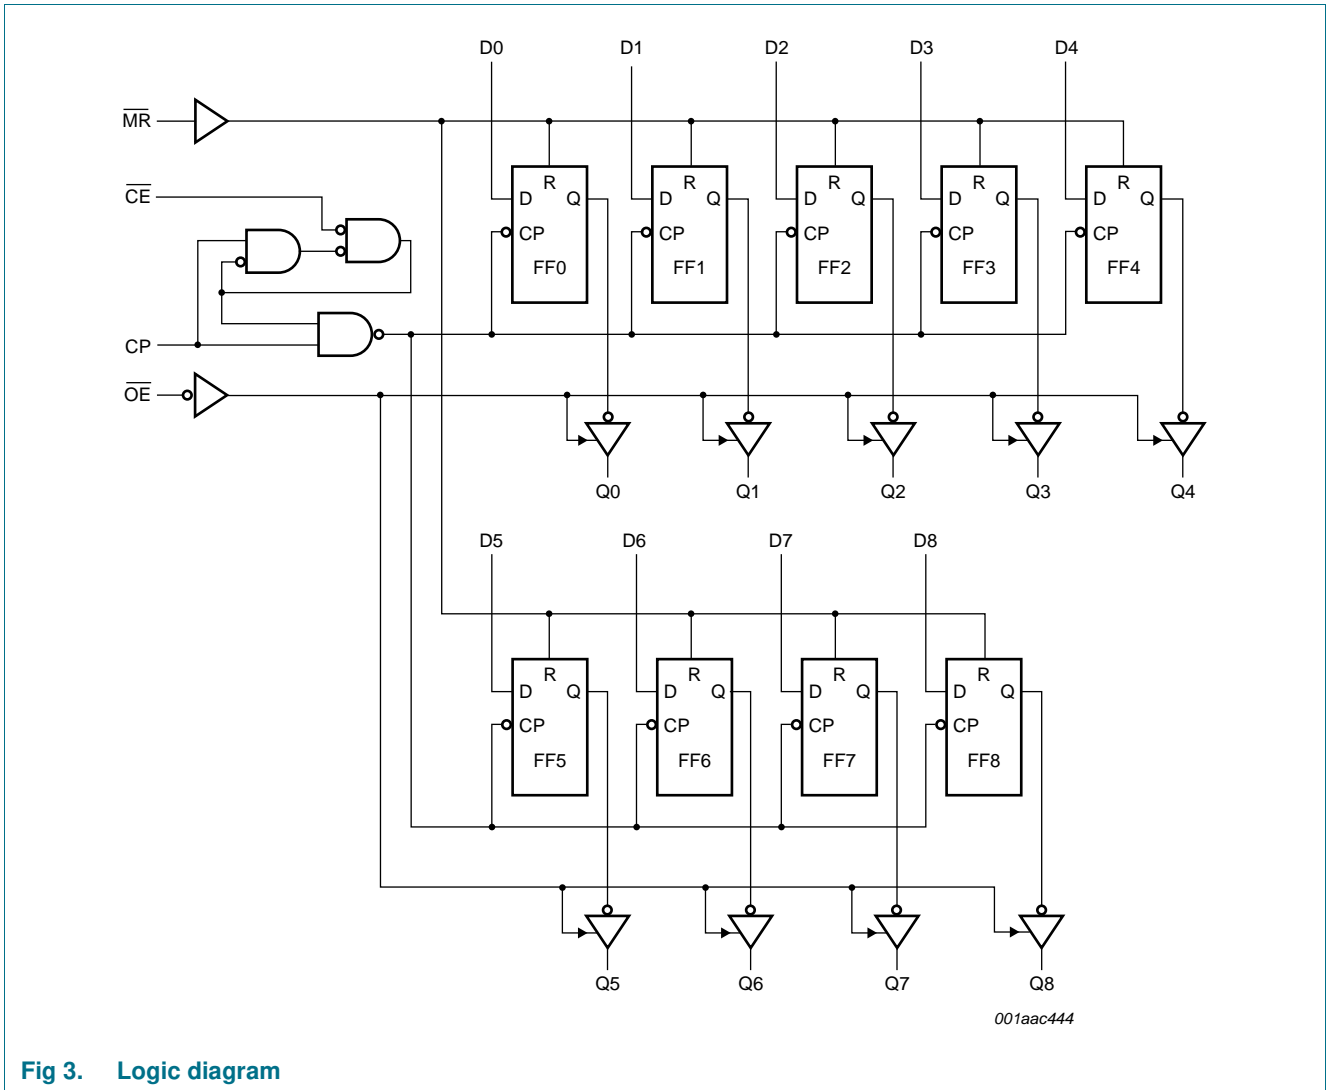 D0 D1 D2 D3 D4
MR
R R R R R
CE
D Q D Q D Q D Q D Q
CP CP CP CP CP
FF0 FF1 FF2 FF3 FF4
CP
OE
Q0 Q1 Q2 Q3 Q4
D5 D6 D7 D8
R R R R
D Q D Q D Q D Q
CP CP CP CP
FF5 FF6 FF7 FF8
Q5 Q6 Q7 Q8
001aac444
Fig 3. Logic diagram